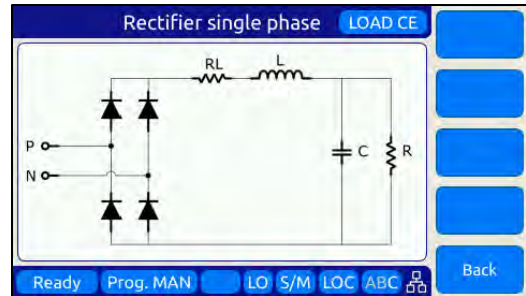 Rectifier single phase LOAD CE
RL L
P
C R
N
Back
Ready Prog. MAN LO S/M LOC ABC